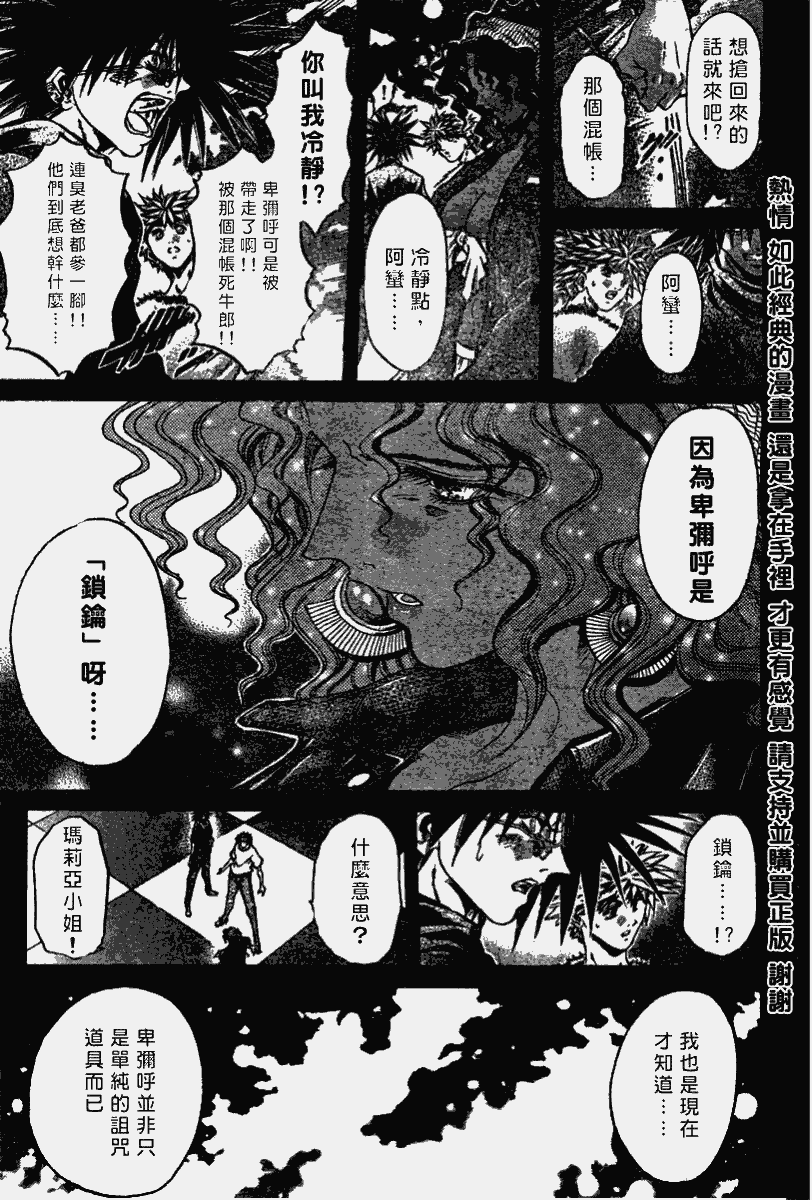 想搶回來的
話就來吧!?
那個混帳…
阿蠻……
冷靜點，
阿蠻……
你叫我冷靜!?
卑彌呼可是被
帶走了啊!!
被那個混帳死牛郎!!
連臭老爸都參一腳!!
他們到底想幹什麼……
因為卑彌呼是
「鎖鑰」呀……
鎖鑰……!?
什麼意思?
瑪莉亞小姐!
我也是現在
才知道……
卑彌呼並非只
是單純的詛咒
道具而已
熱情 如此經典的漫畫 還是拿在手裡 才更有感覺 請支持並購買正版 謝謝